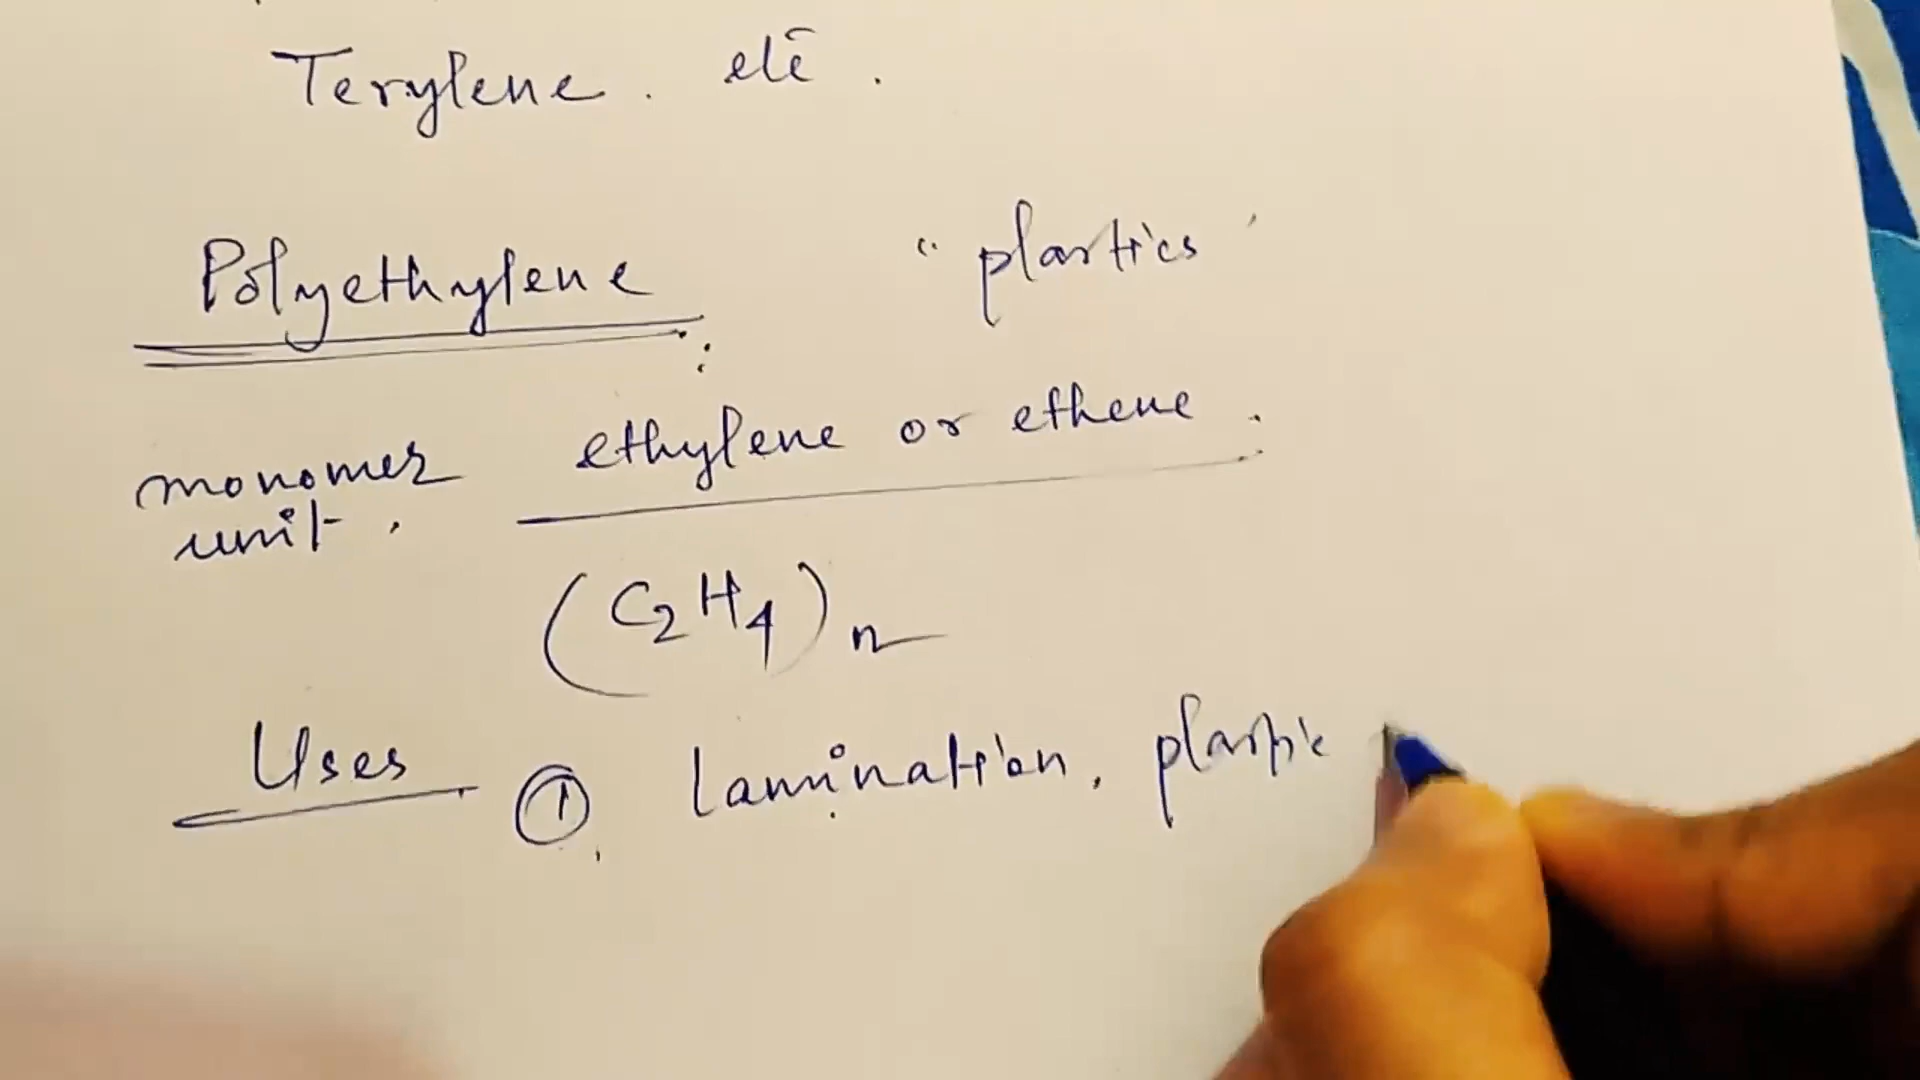 Terylene. etc.
Polyethylene : "plastics"
monomer ethylene or ethene.
unit.
(C₂H₄)n
Uses ① Lamination, plastic